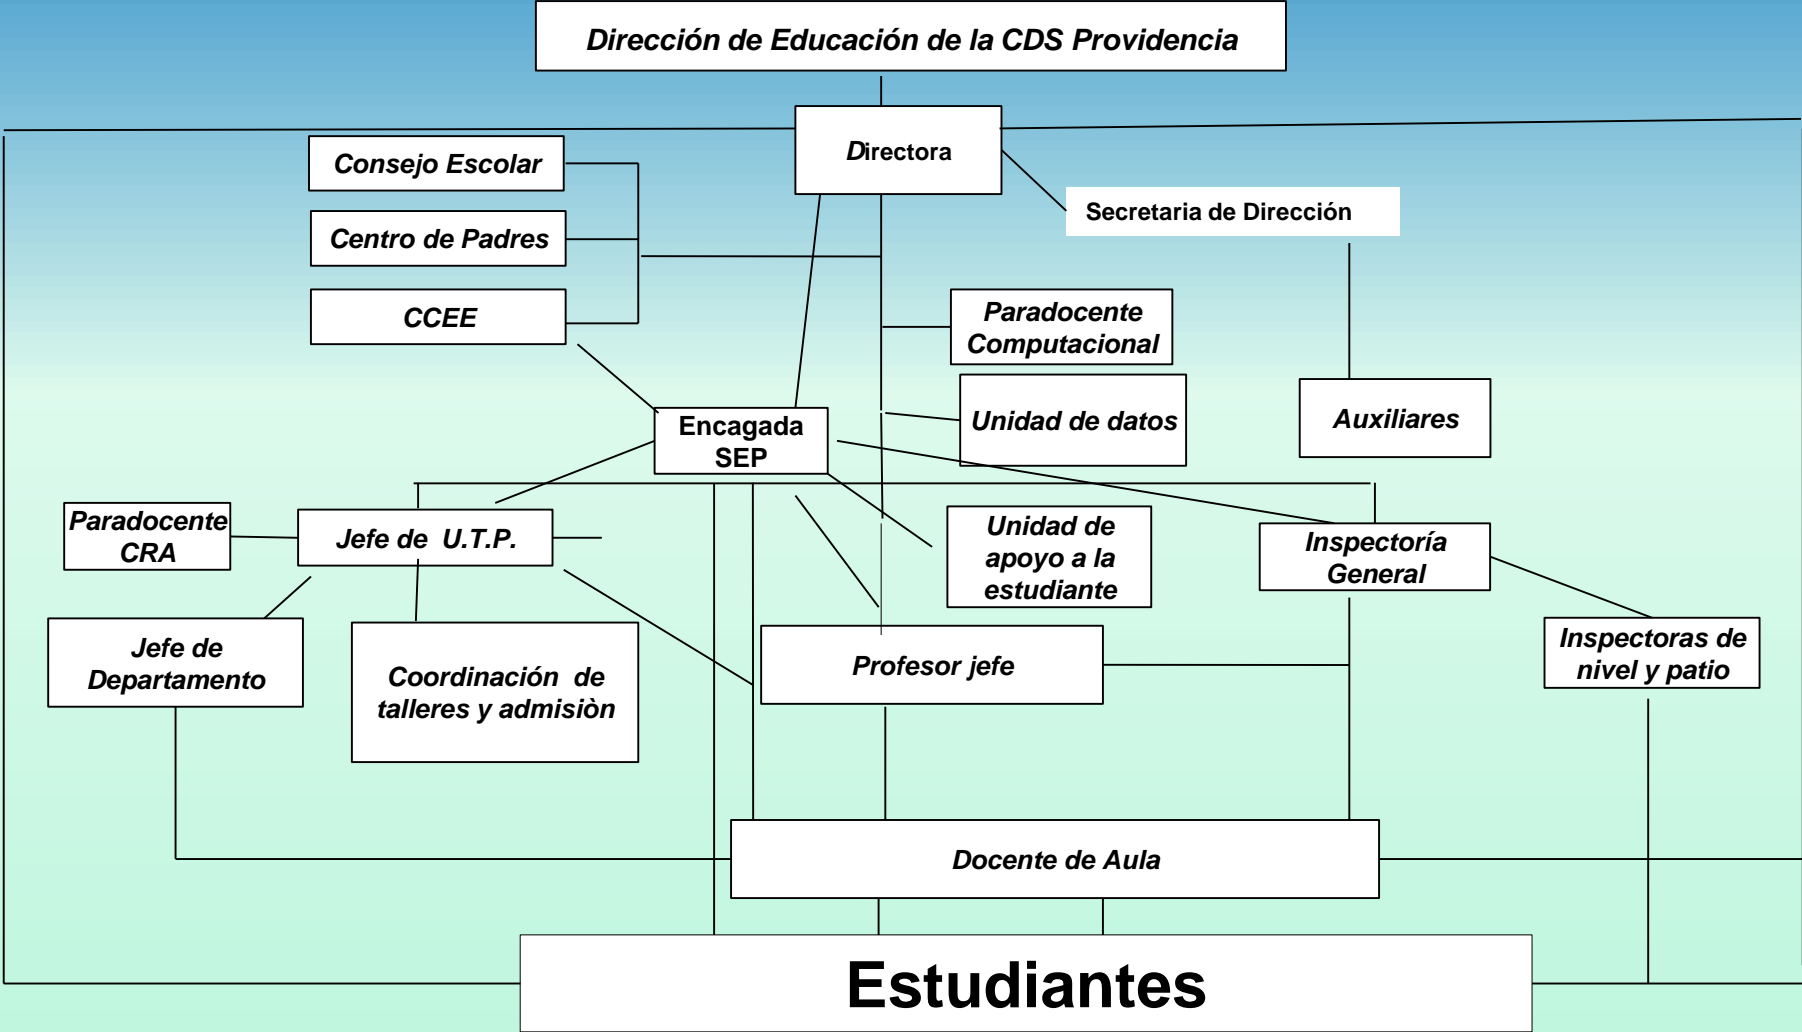 Dirección de Educación de la CDS Providencia
Directora
Consejo Escolar
Secretaria de Dirección
Centro de Padres
CCEE
Paradocente
Computacional
Unidad de datos
Auxiliares
Encagada
SEP
Paradocente
CRA
Jefe de U.T.P.
Unidad de
apoyo a la
estudiante
Inspectoría
General
Jefe de
Departamento
Coordinación de
talleres y admisiòn
Profesor jefe
Inspectoras de
nivel y patio
Docente de Aula
Estudiantes